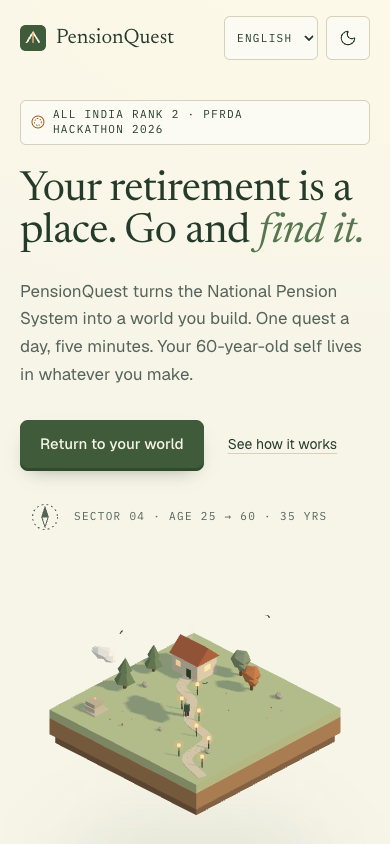 PensionQuest
ENGLISH
ALL INDIA RANK 2 · PFRDA
HACKATHON 2026
Your retirement is a
place. Go and find it.
PensionQuest turns the National Pension
System into a world you build. One quest a
day, five minutes. Your 60-year-old self lives
in whatever you make.
Return to your world
See how it works
SECTOR 04 · AGE 25 → 60 · 35 YRS